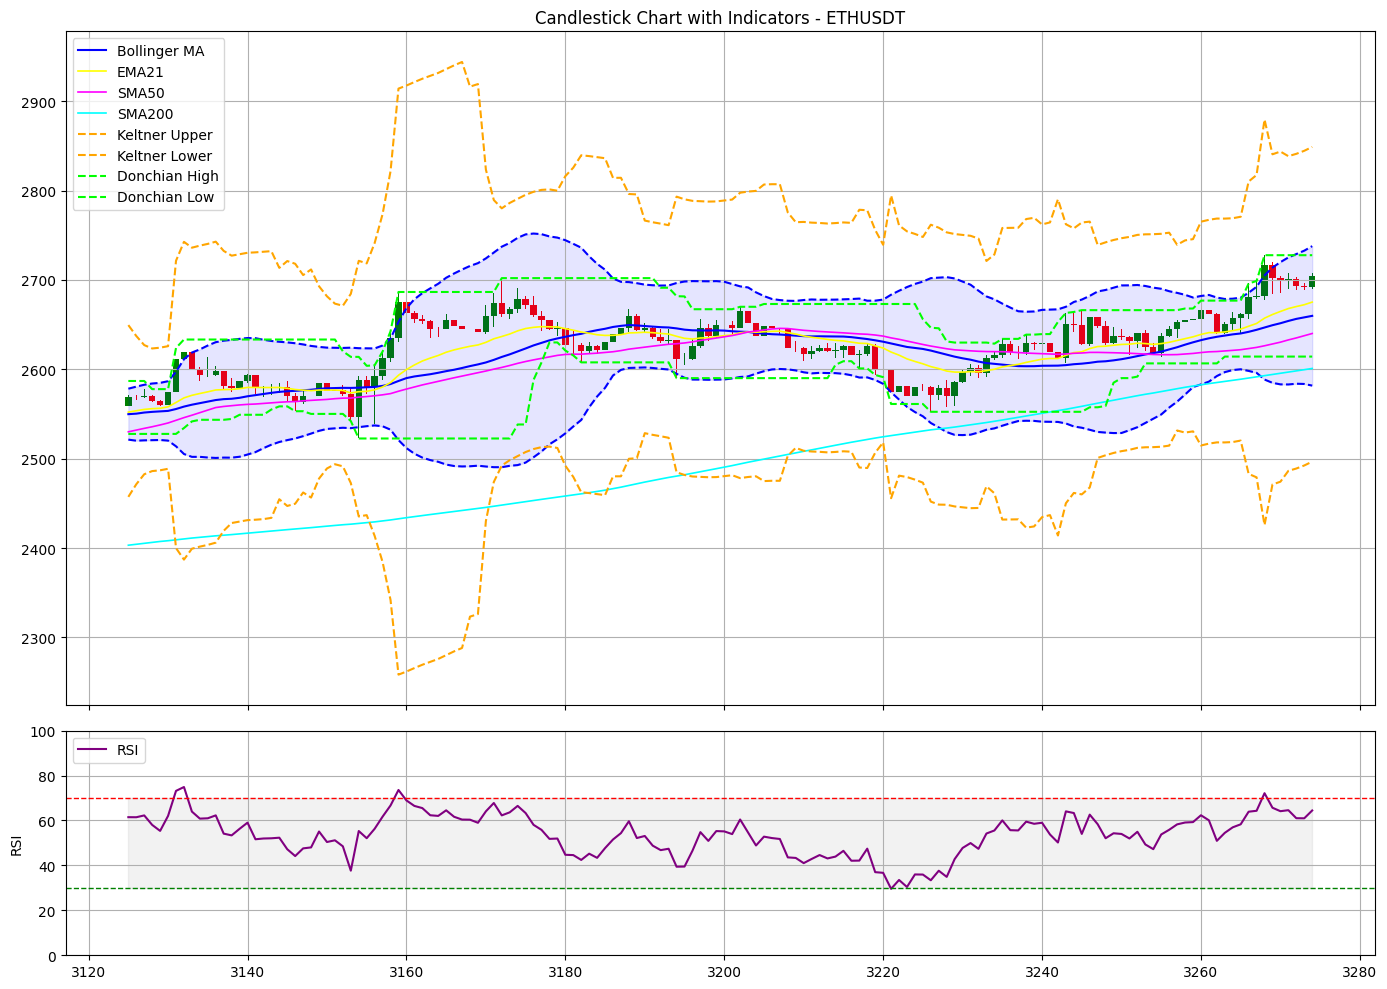 Candlestick Chart with Indicators - ETHUSDT
Bollinger MA
EMA21
SMA50
SMA200
Keltner Upper
Keltner Lower
Donchian High
Donchian Low
2900
2800
2700
2600
2500
2400
2300
RSI
100
80
60
40
20
0
RSI
3120 3140 3160 3180 3200 3220 3240 3260 3280